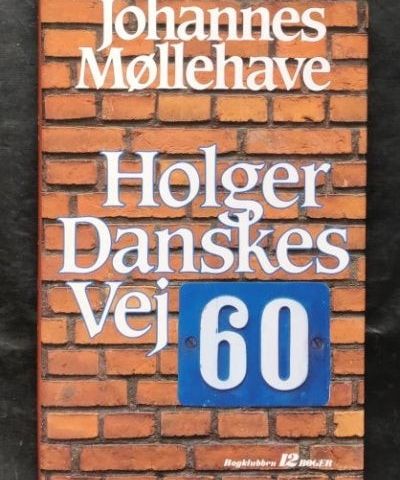 Johannes
Møllehave
Holger
Danskes
Vej 60
Bogklubben 12 BØGER